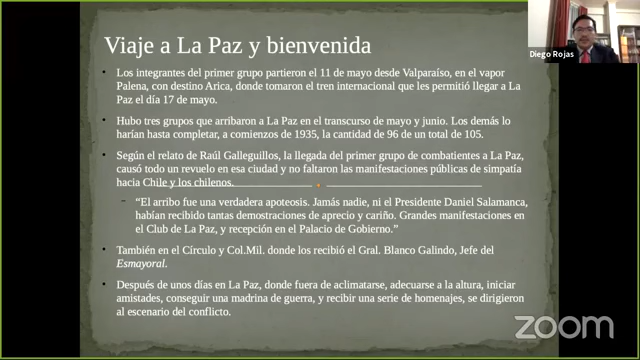 Viaje a La Paz y bienvenida
Diego Rojas
• Los integrantes del primer grupo partieron el 11 de mayo desde Valparaíso, en el vapor
Palena, con destino Arica, donde tomaron el tren internacional que les permitió llegar a La
Paz el día 17 de mayo.
• Hubo tres grupos que arribaron a La Paz en el transcurso de mayo y junio. Los demás lo
harían hasta completar, a comienzos de 1935, la cantidad de 96 de un total de 105.
• Según el relato de Raúl Galleguillos, la llegada del primer grupo de combatientes a La Paz,
causó todo un revuelo en esa ciudad y no faltaron las manifestaciones públicas de simpatía
hacia Chile y los chilenos.
– “El arribo fue una verdadera apoteosis. Jamás nadie, ni el Presidente Daniel Salamanca,
habían recibido tantas demostraciones de aprecio y cariño. Grandes manifestaciones en
el Club de La Paz, y recepción en el Palacio de Gobierno.”
• También en el Círculo y Col.Mil. donde los recibió el Gral. Blanco Galindo, Jefe del
Esmayoral.
• Después de unos días en La Paz, donde fuera de aclimatarse, adecuarse a la altura, iniciar
amistades, conseguir una madrina de guerra, y recibir una serie de homenajes, se dirigieron
al escenario del conflicto.
zoom